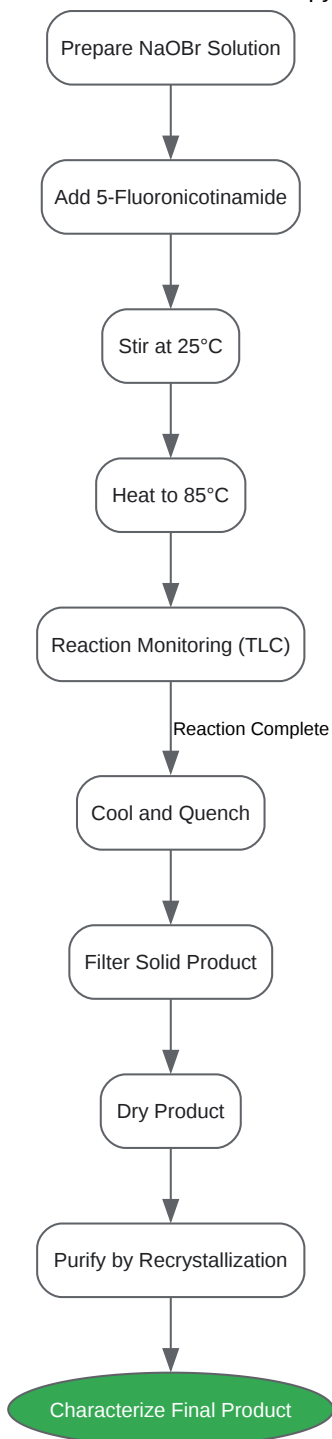 Prepare NaOBr Solution
Add 5-Fluoronicotinamide
Stir at 25°C
Heat to 85°C
Reaction Monitoring (TLC)
Reaction Complete
Cool and Quench
Filter Solid Product
Dry Product
Purify by Recrystallization
Characterize Final Product